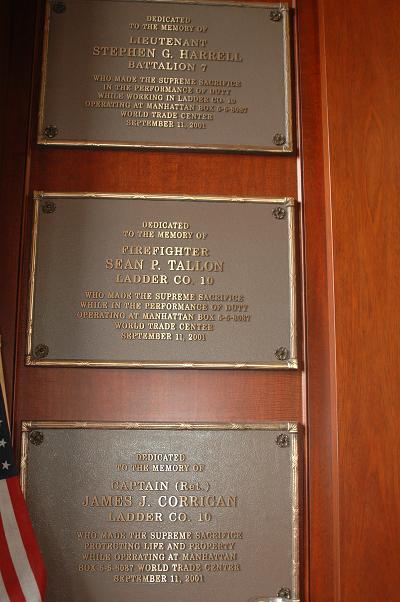 DEDICATED
TO THE MEMORY OF
LIEUTENANT
STEPHEN G. HARRELL
BATTALION 7
WHO MADE THE SUPREME SACRIFICE
IN THE PERFORMANCE OF DUTY
WHILE WORKING IN LADDER CO. 10
OPERATING AT MANHATTAN BOX 5-5-8087
WORLD TRADE CENTER
SEPTEMBER 11, 2001
DEDICATED
TO THE MEMORY OF
FIREFIGHTER
SEAN P. TALLON
LADDER CO. 10
WHO MADE THE SUPREME SACRIFICE
WHILE IN THE PERFORMANCE OF DUTY
OPERATING AT MANHATTAN BOX 5-5-8087
WORLD TRADE CENTER
SEPTEMBER 11, 2001
DEDICATED
TO THE MEMORY OF
CAPTAIN (Ret.)
JAMES J. CORRIGAN
LADDER CO. 10
WHO MADE THE SUPREME SACRIFICE
PROTECTING LIFE AND PROPERTY
WHILE OPERATING AT MANHATTAN
BOX 5-5-8087 WORLD TRADE CENTER
SEPTEMBER 11, 2001